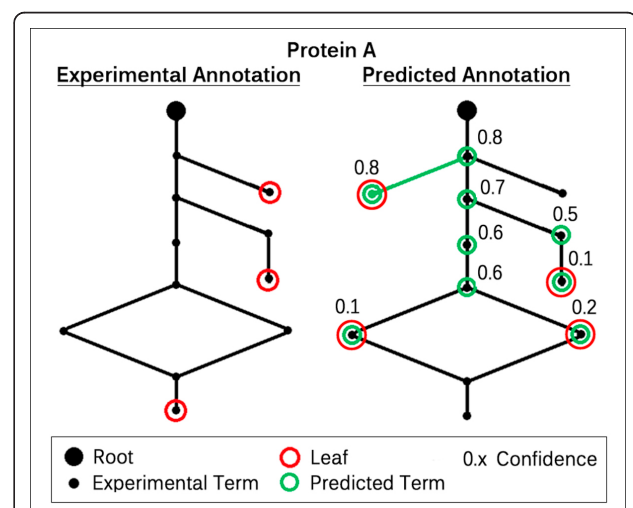 Protein A
Experimental Annotation
Predicted Annotation
0.8
0.8
0.7
0.5
0.6
0.1
0.6
0.1
0.2
Root
Leaf
0.x Confidence
Experimental Term
Predicted Term